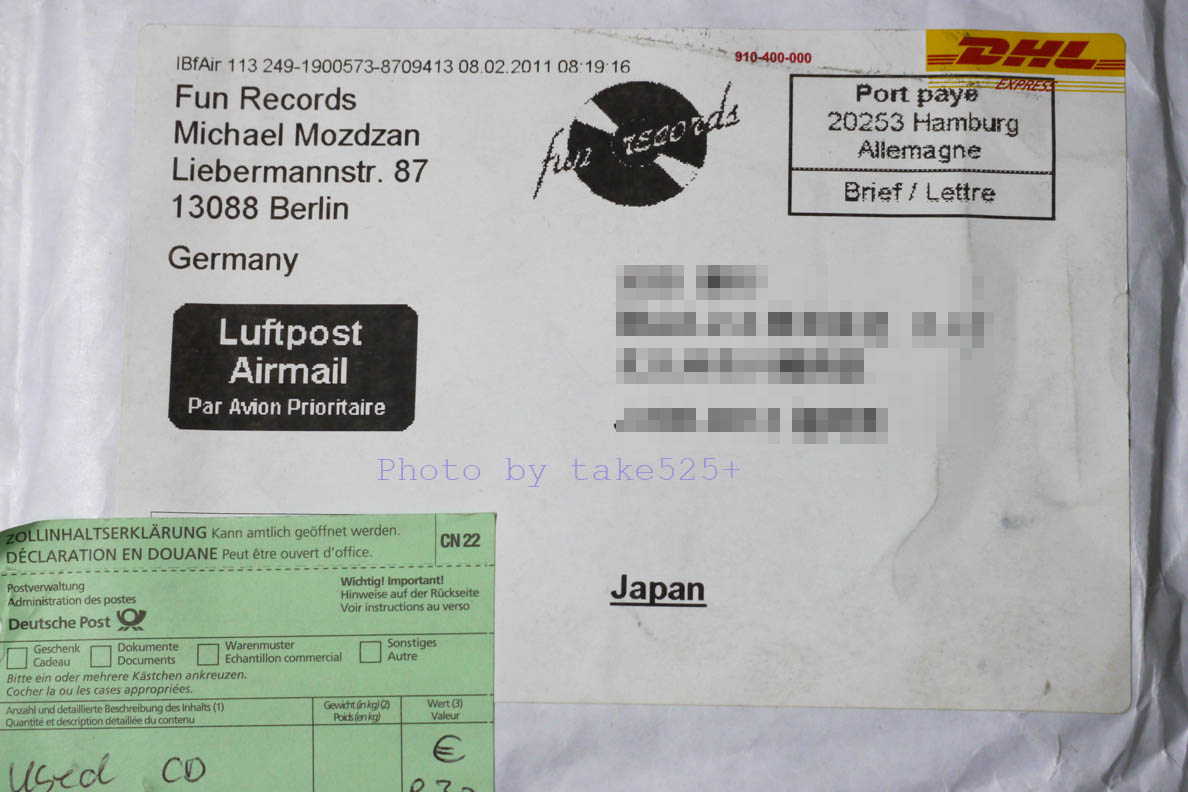 IBfAir 113 249-1900573-8709413 08.02.2011 08:19:16
910-400-000
DHL
EXPRESS
Fun Records
Michael Mozdzan
Liebermannstr. 87
13088 Berlin
Germany
fun records
Port payé
20253 Hamburg
Allemagne
Brief / Lettre
Luftpost
Airmail
Par Avion Prioritaire
Photo by take525+
Japan
ZOLLINHALTSERKLÄRUNG Kann amtlich geöffnet werden.
DÉCLARATION EN DOUANE Peut être ouvert d'office.
CN 22
Postverwaltung
Administration des postes
Deutsche Post
Wichtig! Important!
Hinweise auf der Rückseite
Voir instructions au verso
Geschenk
Cadeau
Dokumente
Documents
Warenmuster
Echantillon commercial
Sonstiges
Autre
Bitte ein oder mehrere Kästchen ankreuzen.
Cocher la ou les cases appropriées.
Anzahl und detaillierte Beschreibung des Inhalts (1)
Quantité et description détaillée du contenu
Gewicht (in kg) (2)
Poids (en kg)
Wert (3)
Valeur
Used CD
€